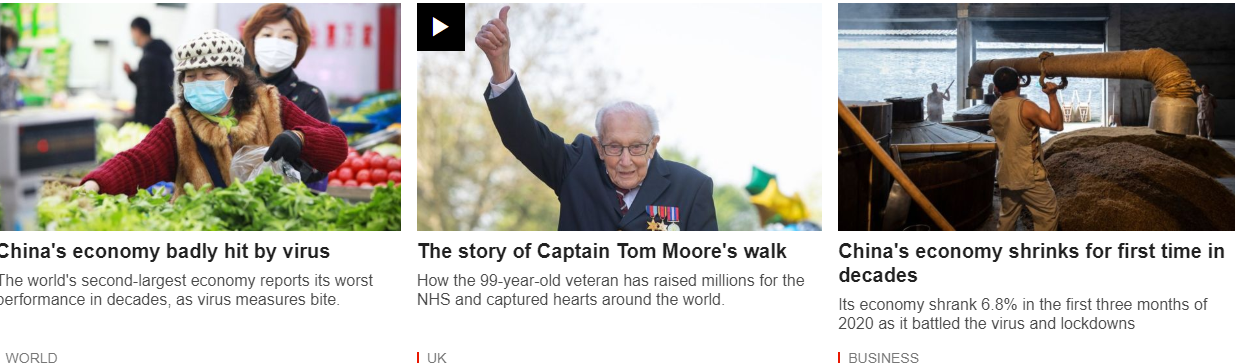 China's economy badly hit by virus
The world's second-largest economy reports its worst
performance in decades, as virus measures bite.
WORLD
The story of Captain Tom Moore's walk
How the 99-year-old veteran has raised millions for the
NHS and captured hearts around the world.
UK
China's economy shrinks for first time in
decades
Its economy shrank 6.8% in the first three months of
2020 as it battled the virus and lockdowns
BUSINESS